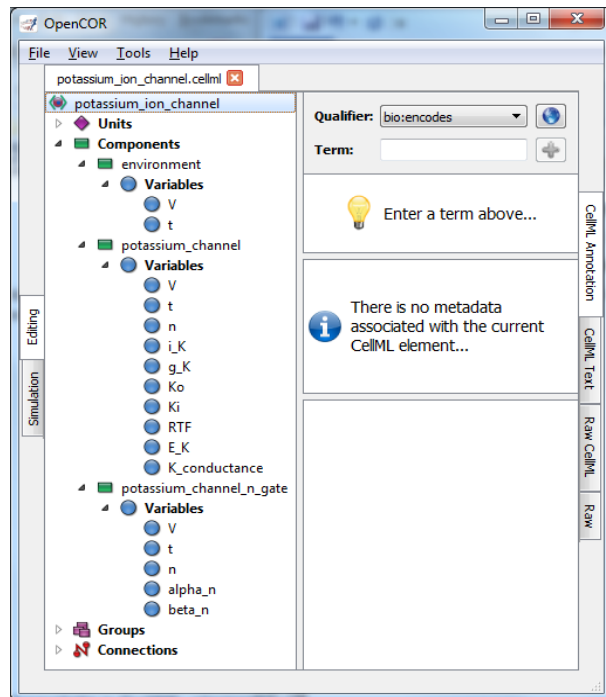 OpenCOR
File View Tools Help
potassium_ion_channel.cellml
potassium_ion_channel
Units
Components
environment
Variables
V
t
potassium_channel
Variables
V
t
n
i_K
g_K
Ko
Ki
RTF
E_K
K_conductance
potassium_channel_n_gate
Variables
V
t
n
alpha_n
beta_n
Groups
Connections
Qualifier: bio:encodes
Term:
Enter a term above...
There is no metadata
associated with the current
CellML element...
Editing
Simulation
CellML Annotation
CellML Text
Raw CellML
Raw